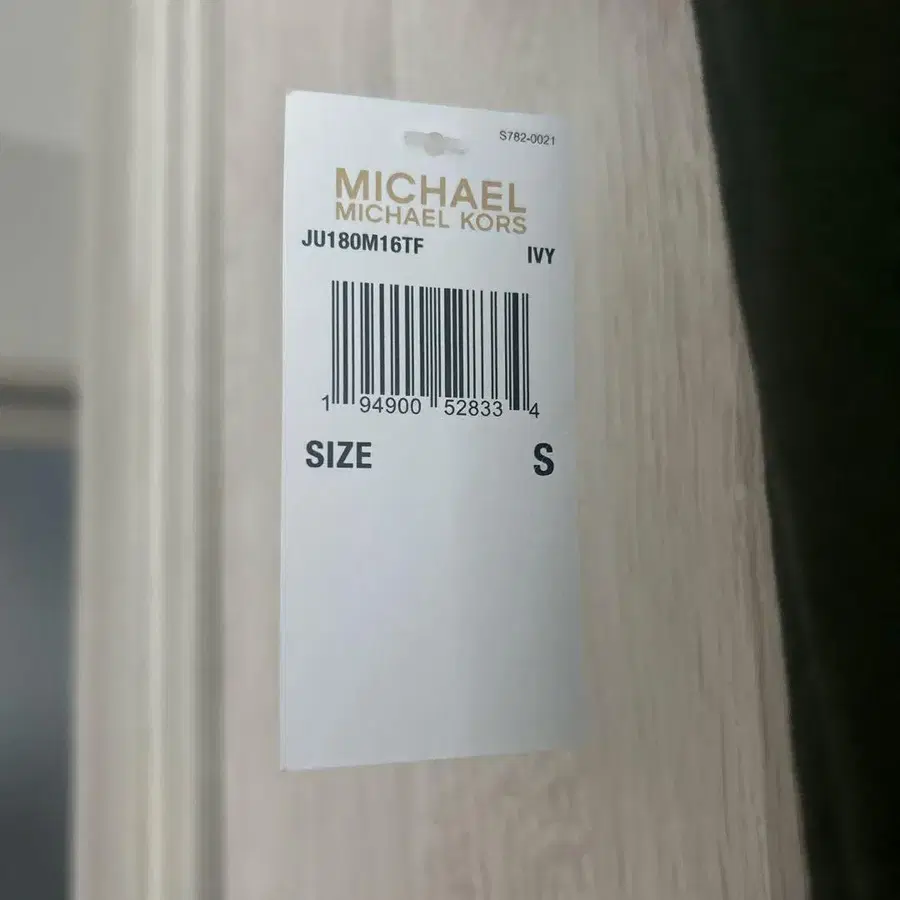 S782-0021
MICHAEL
MICHAEL KORS
JU180M16TF IVY
1 94900 52833 4
SIZE S